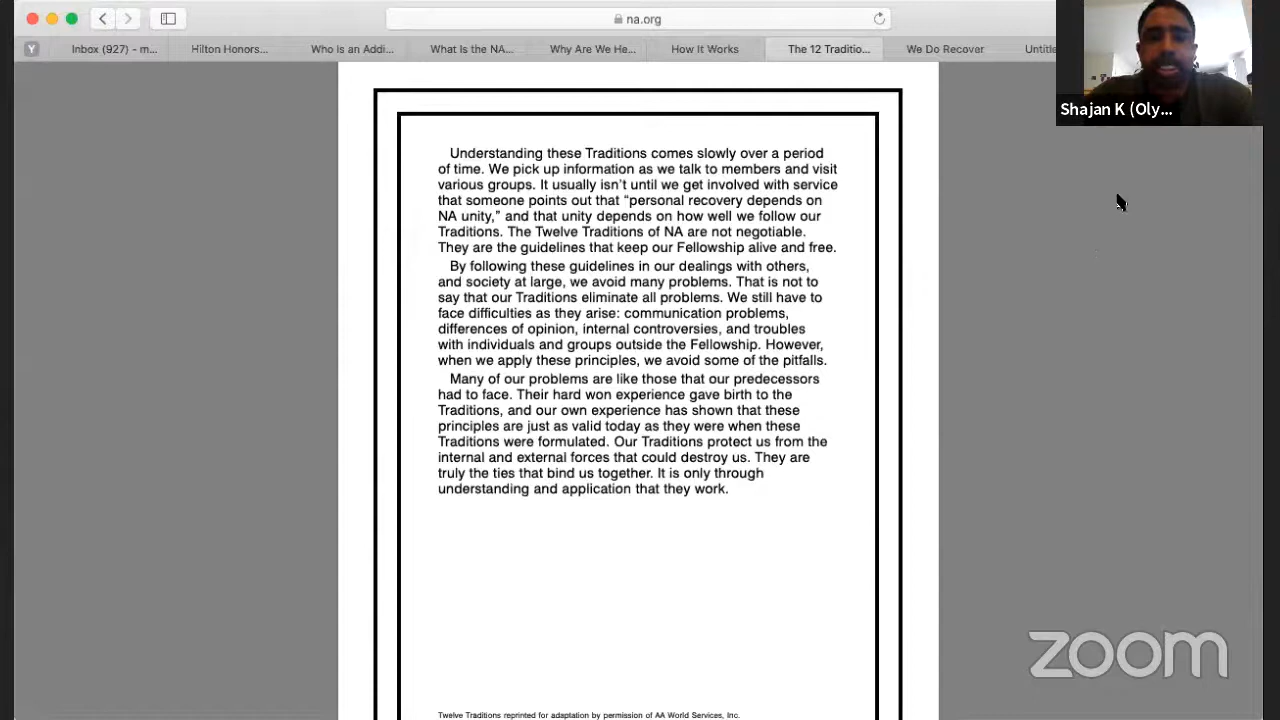 na.org
Y
Inbox (927) - m...
Hilton Honors...
Who Is an Addi...
What Is the NA...
Why Are We He...
How It Works
The 12 Traditio...
We Do Recover
Untitle
Shajan K (Oly...
Understanding these Traditions comes slowly over a period
of time. We pick up information as we talk to members and visit
various groups. It usually isn't until we get involved with service
that someone points out that “personal recovery depends on
NA unity,” and that unity depends on how well we follow our
Traditions. The Twelve Traditions of NA are not negotiable.
They are the guidelines that keep our Fellowship alive and free.
By following these guidelines in our dealings with others,
and society at large, we avoid many problems. That is not to
say that our Traditions eliminate all problems. We still have to
face difficulties as they arise: communication problems,
differences of opinion, internal controversies, and troubles
with individuals and groups outside the Fellowship. However,
when we apply these principles, we avoid some of the pitfalls.
Many of our problems are like those that our predecessors
had to face. Their hard won experience gave birth to the
Traditions, and our own experience has shown that these
principles are just as valid today as they were when these
Traditions were formulated. Our Traditions protect us from the
internal and external forces that could destroy us. They are
truly the ties that bind us together. It is only through
understanding and application that they work.
zoom
Twelve Traditions reprinted for adaptation by permission of AA World Services, Inc.